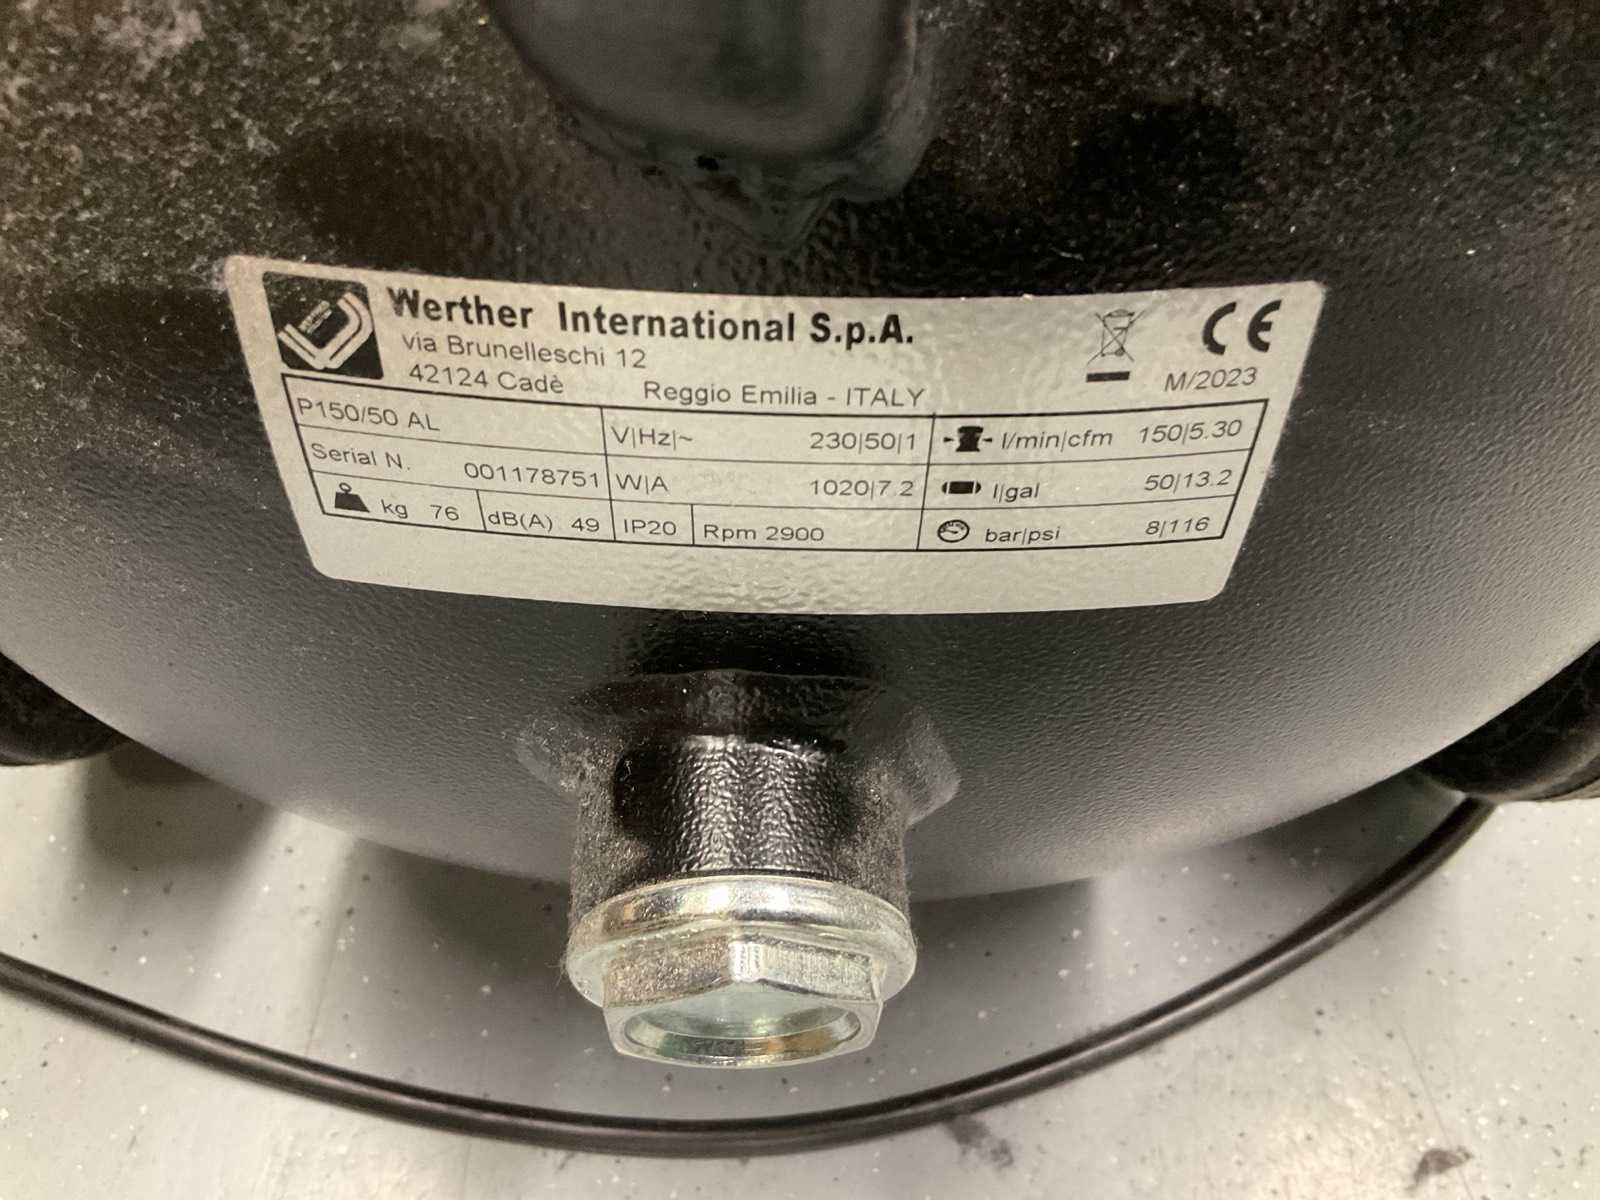 Werther International S.p.A.
via Brunelleschi 12
42124 Cadè Reggio Emilia - ITALY
CE
M/2023
P150/50 AL V|Hz|~ 230|50|1 l/min|cfm 150|5.30
Serial N. 001178751 W|A 1020|7.2 l|gal 50|13.2
kg 76 dB(A) 49 IP20 Rpm 2900 bar|psi 8|116